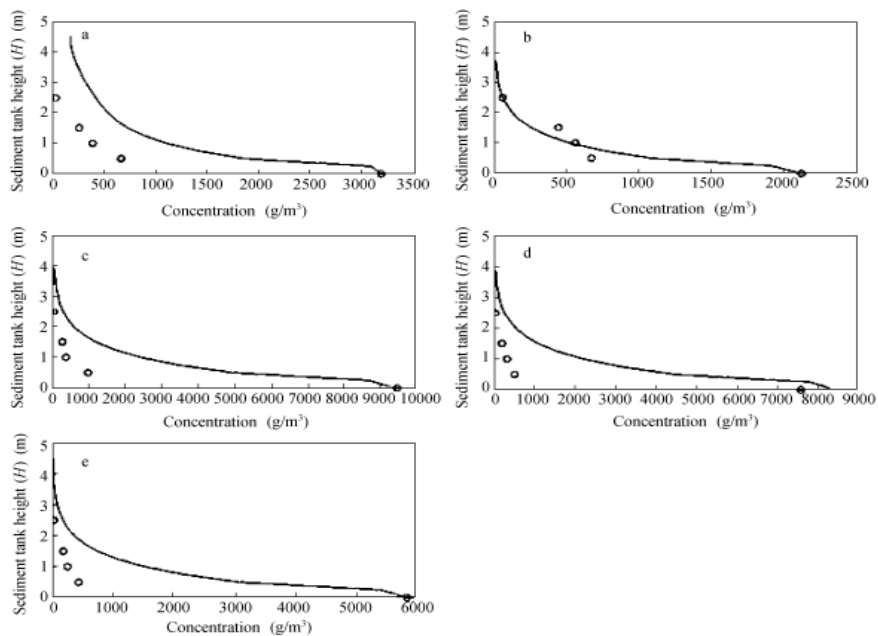 a
Sediment tank height (H) (m)
5
4
3
2
1
0
0 500 1000 1500 2000 2500 3000 3500
Concentration (g/m³)
b
Sediment tank height (H) (m)
5
4
3
2
1
0
0 500 1000 1500 2000 2500
Concentration (g/m³)
c
Sediment tank height (H) (m)
5
4
3
2
1
0
0 1000 2000 3000 4000 5000 6000 7000 8000 9000 10000
Concentration (g/m³)
d
Sediment tank height (H) (m)
5
4
3
2
1
0
0 1000 2000 3000 4000 5000 6000 7000 8000 9000
Concentration (g/m³)
e
Sediment tank height (H) (m)
5
4
3
2
1
0
0 1000 2000 3000 4000 5000 6000
Concentration (g/m³)